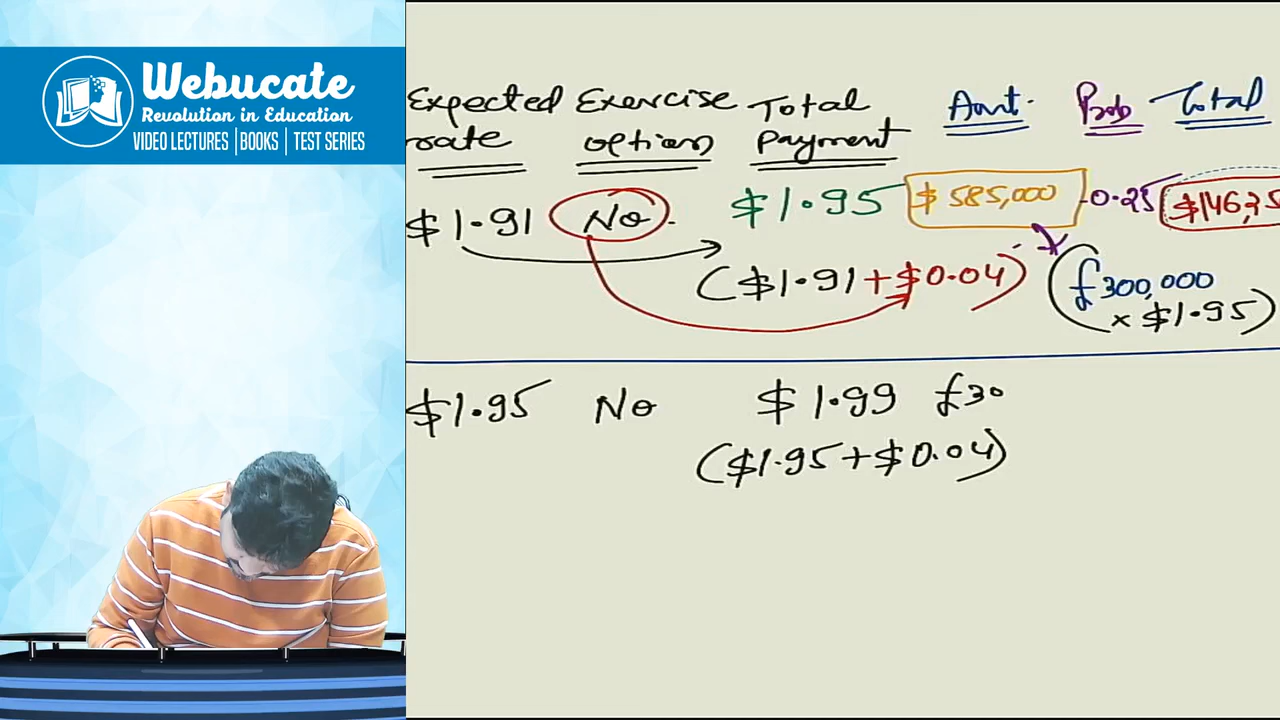 Webucate
Revolution in Education
VIDEO LECTURES | BOOKS | TEST SERIES
Expected Exercise Total Amt. Prob Total
rate option Payment
$1.91 No $1.95 $585,000 0.25
($1.91+$0.04) (£300,000
x $1.95)
$1.95 No $1.99 £30
($1.95+$0.04)